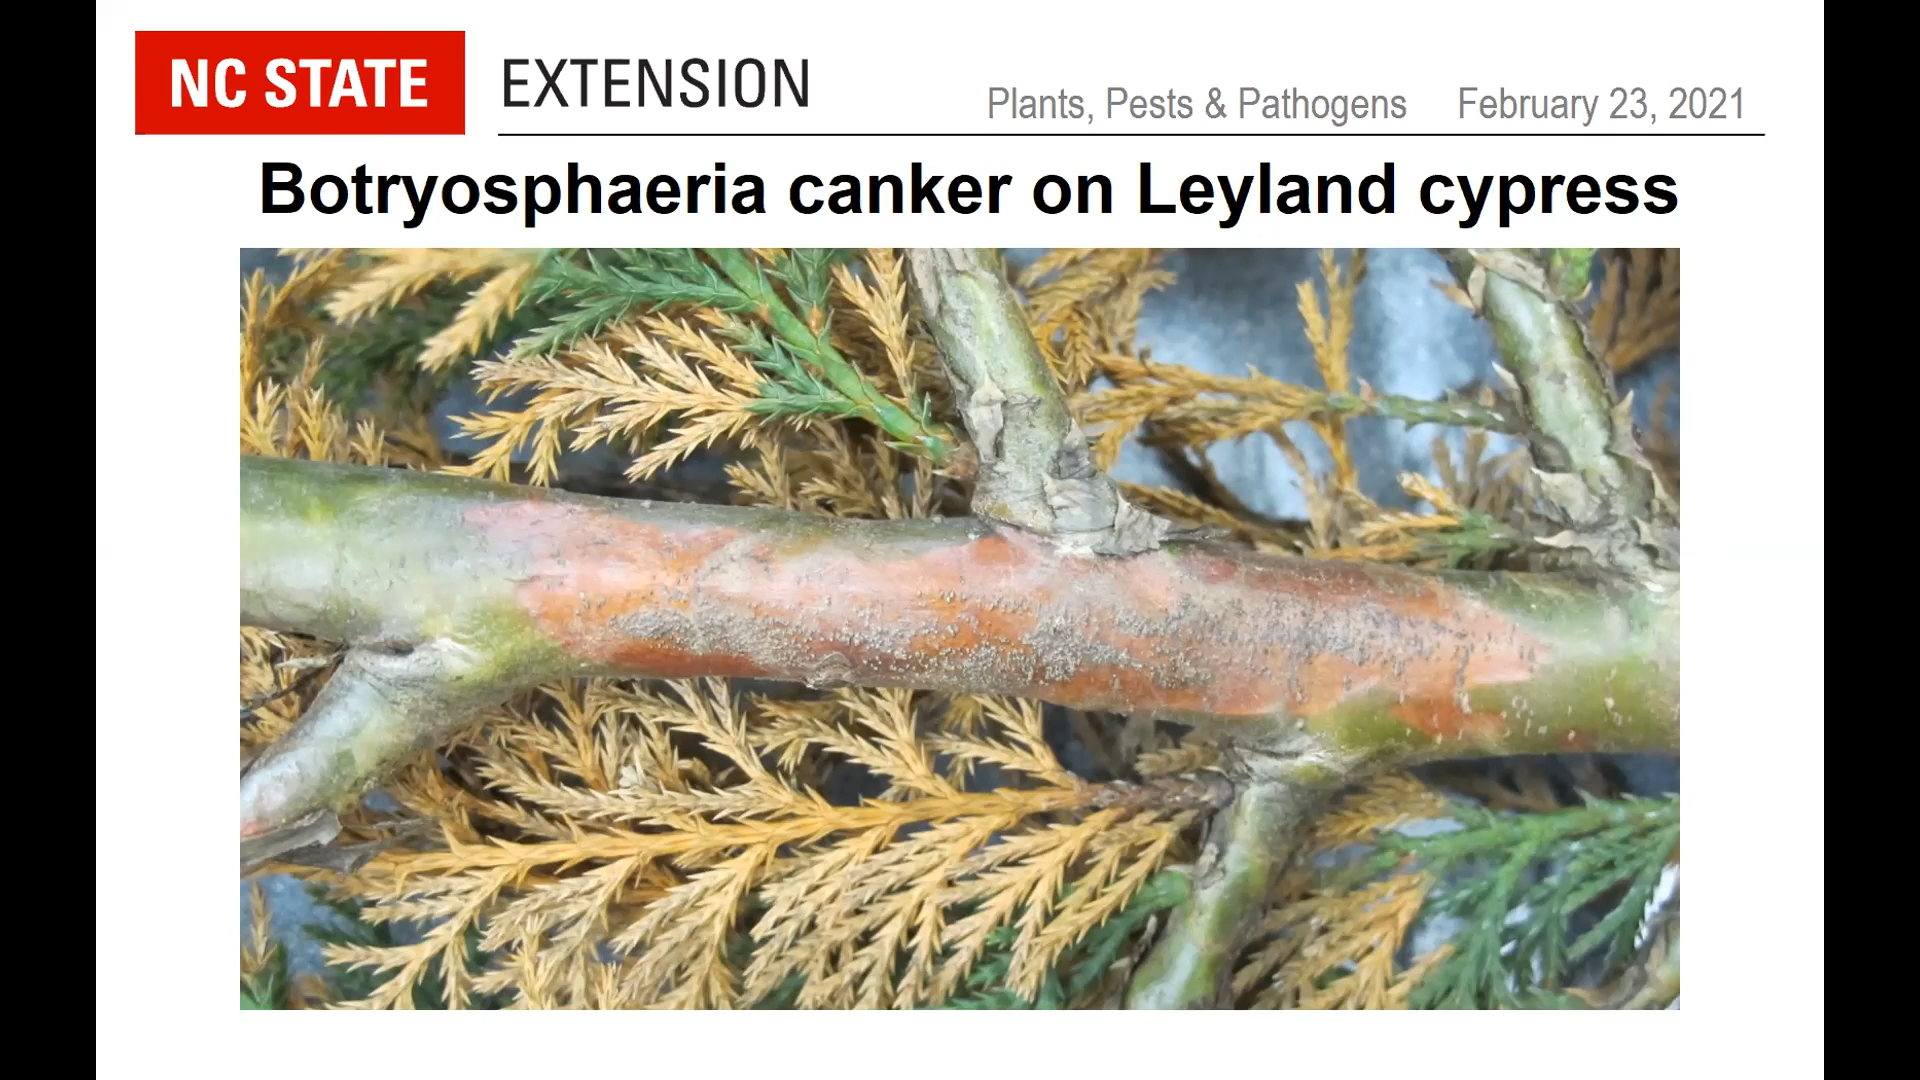 NC STATE EXTENSION
Plants, Pests & Pathogens February 23, 2021
Botryosphaeria canker on Leyland cypress